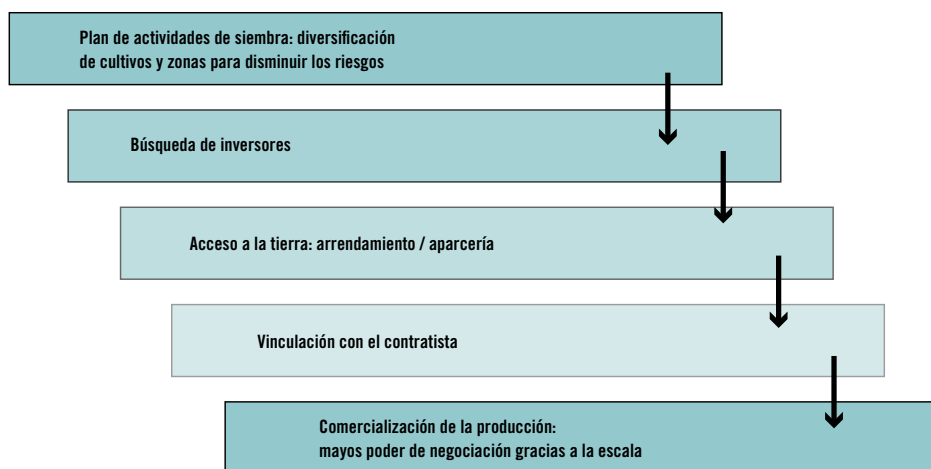 Plan de actividades de siembra: diversificación
de cultivos y zonas para disminuir los riesgos
Búsqueda de inversores
Acceso a la tierra: arrendamiento / aparcería
Vinculación con el contratista
Comercialización de la producción:
mayos poder de negociación gracias a la escala